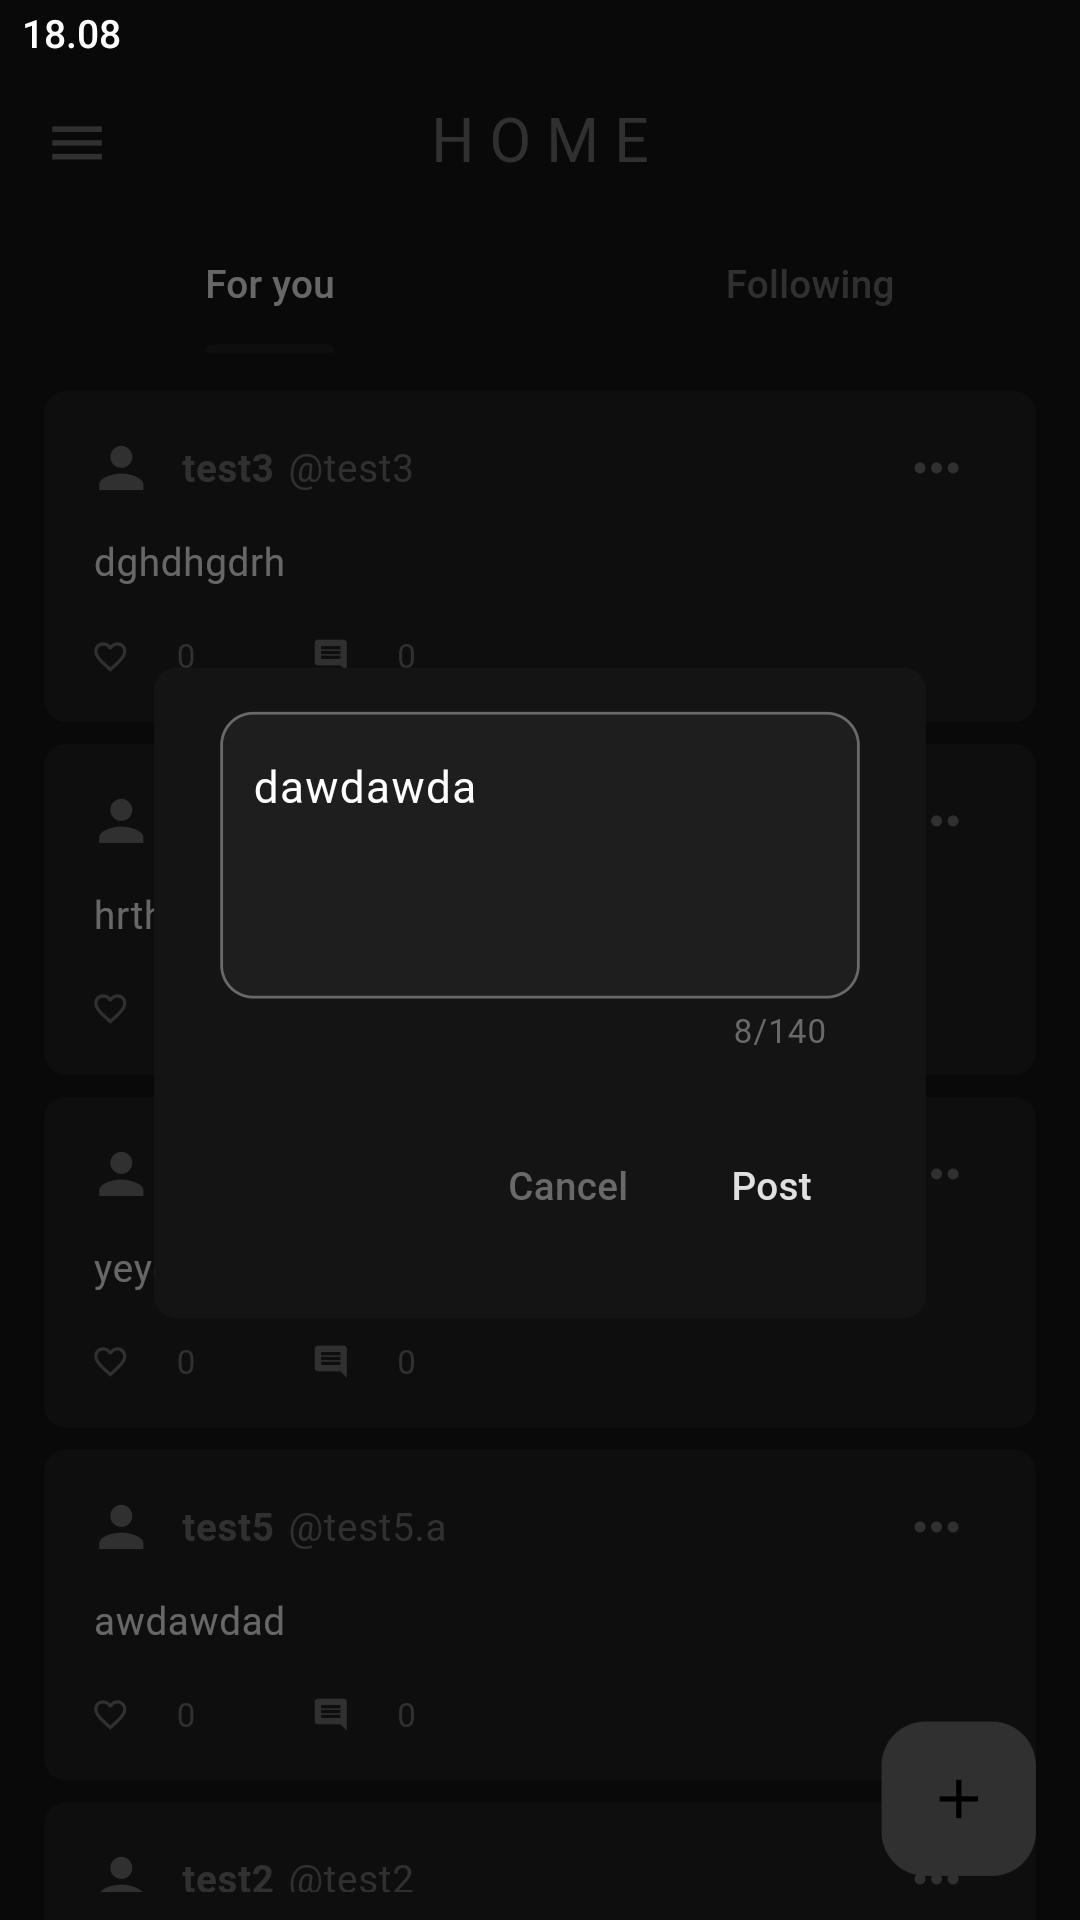 18.08
HOME
For you Following
test3 @test3
dghdhgdrh
0 0
dawdawda
8/140
Cancel Post
yey
0 0
test5 @test5.a
awdawdad
0 0
test2 @test2